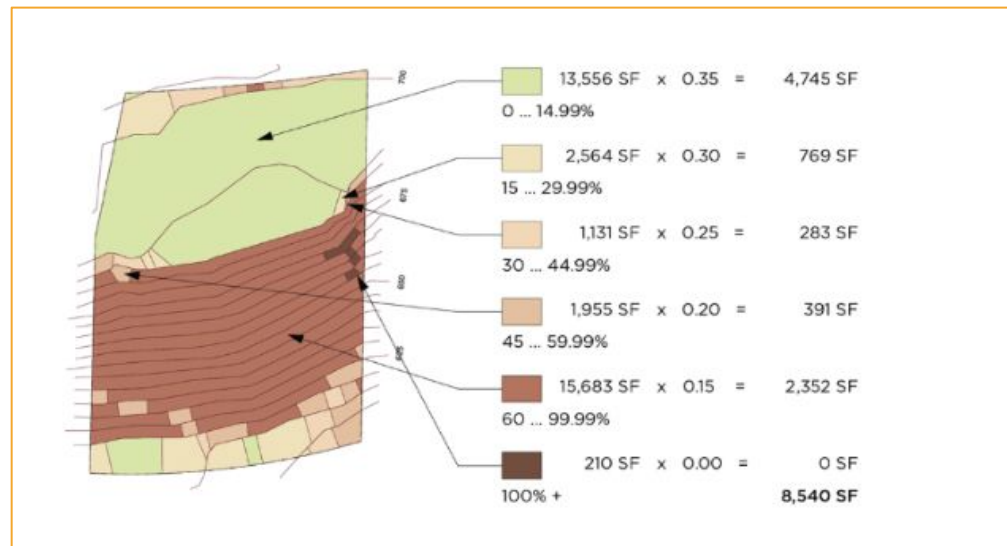 700
13,556 SF x 0.35 = 4,745 SF
0 ... 14.99%
2,564 SF x 0.30 = 769 SF
15 ... 29.99%
675
1,131 SF x 0.25 = 283 SF
30 ... 44.99%
1,955 SF x 0.20 = 391 SF
45 ... 59.99%
15,683 SF x 0.15 = 2,352 SF
60 ... 99.99%
210 SF x 0.00 = 0 SF
100% + 8,540 SF